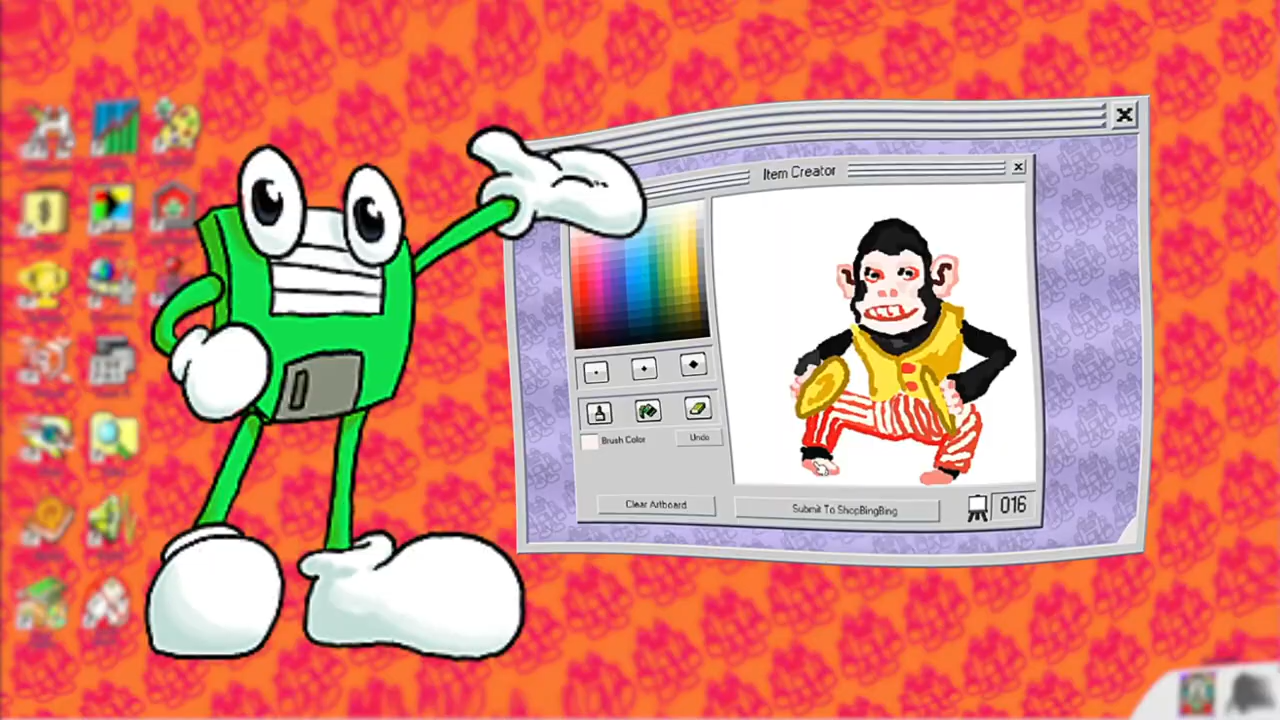 Item Creator
Brush Color
Undo
Clear Artboard
Submit To ShopBingBing
016